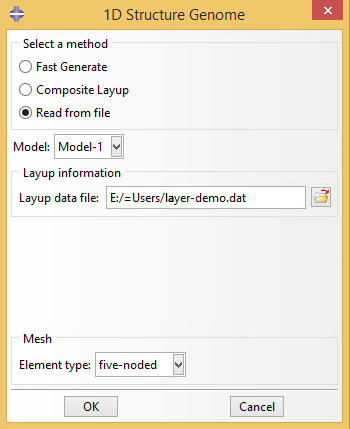 1D Structure Genome
Select a method
Fast Generate
Composite Layup
Read from file
Model: Model-1
Layup information
Layup data file: E:/=Users/layer-demo.dat
Mesh
Element type: five-noded
OK Cancel